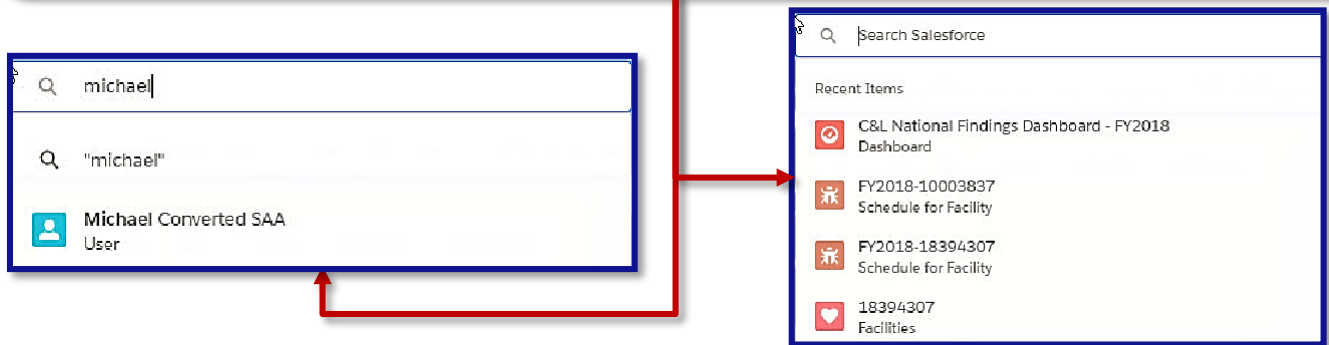 michael
"michael"
Michael Converted SAA
User
Search Salesforce
Recent Items
C&L National Findings Dashboard - FY2018
Dashboard
FY2018-10003837
Schedule for Facility
FY2018-18394307
Schedule for Facility
18394307
Facilities